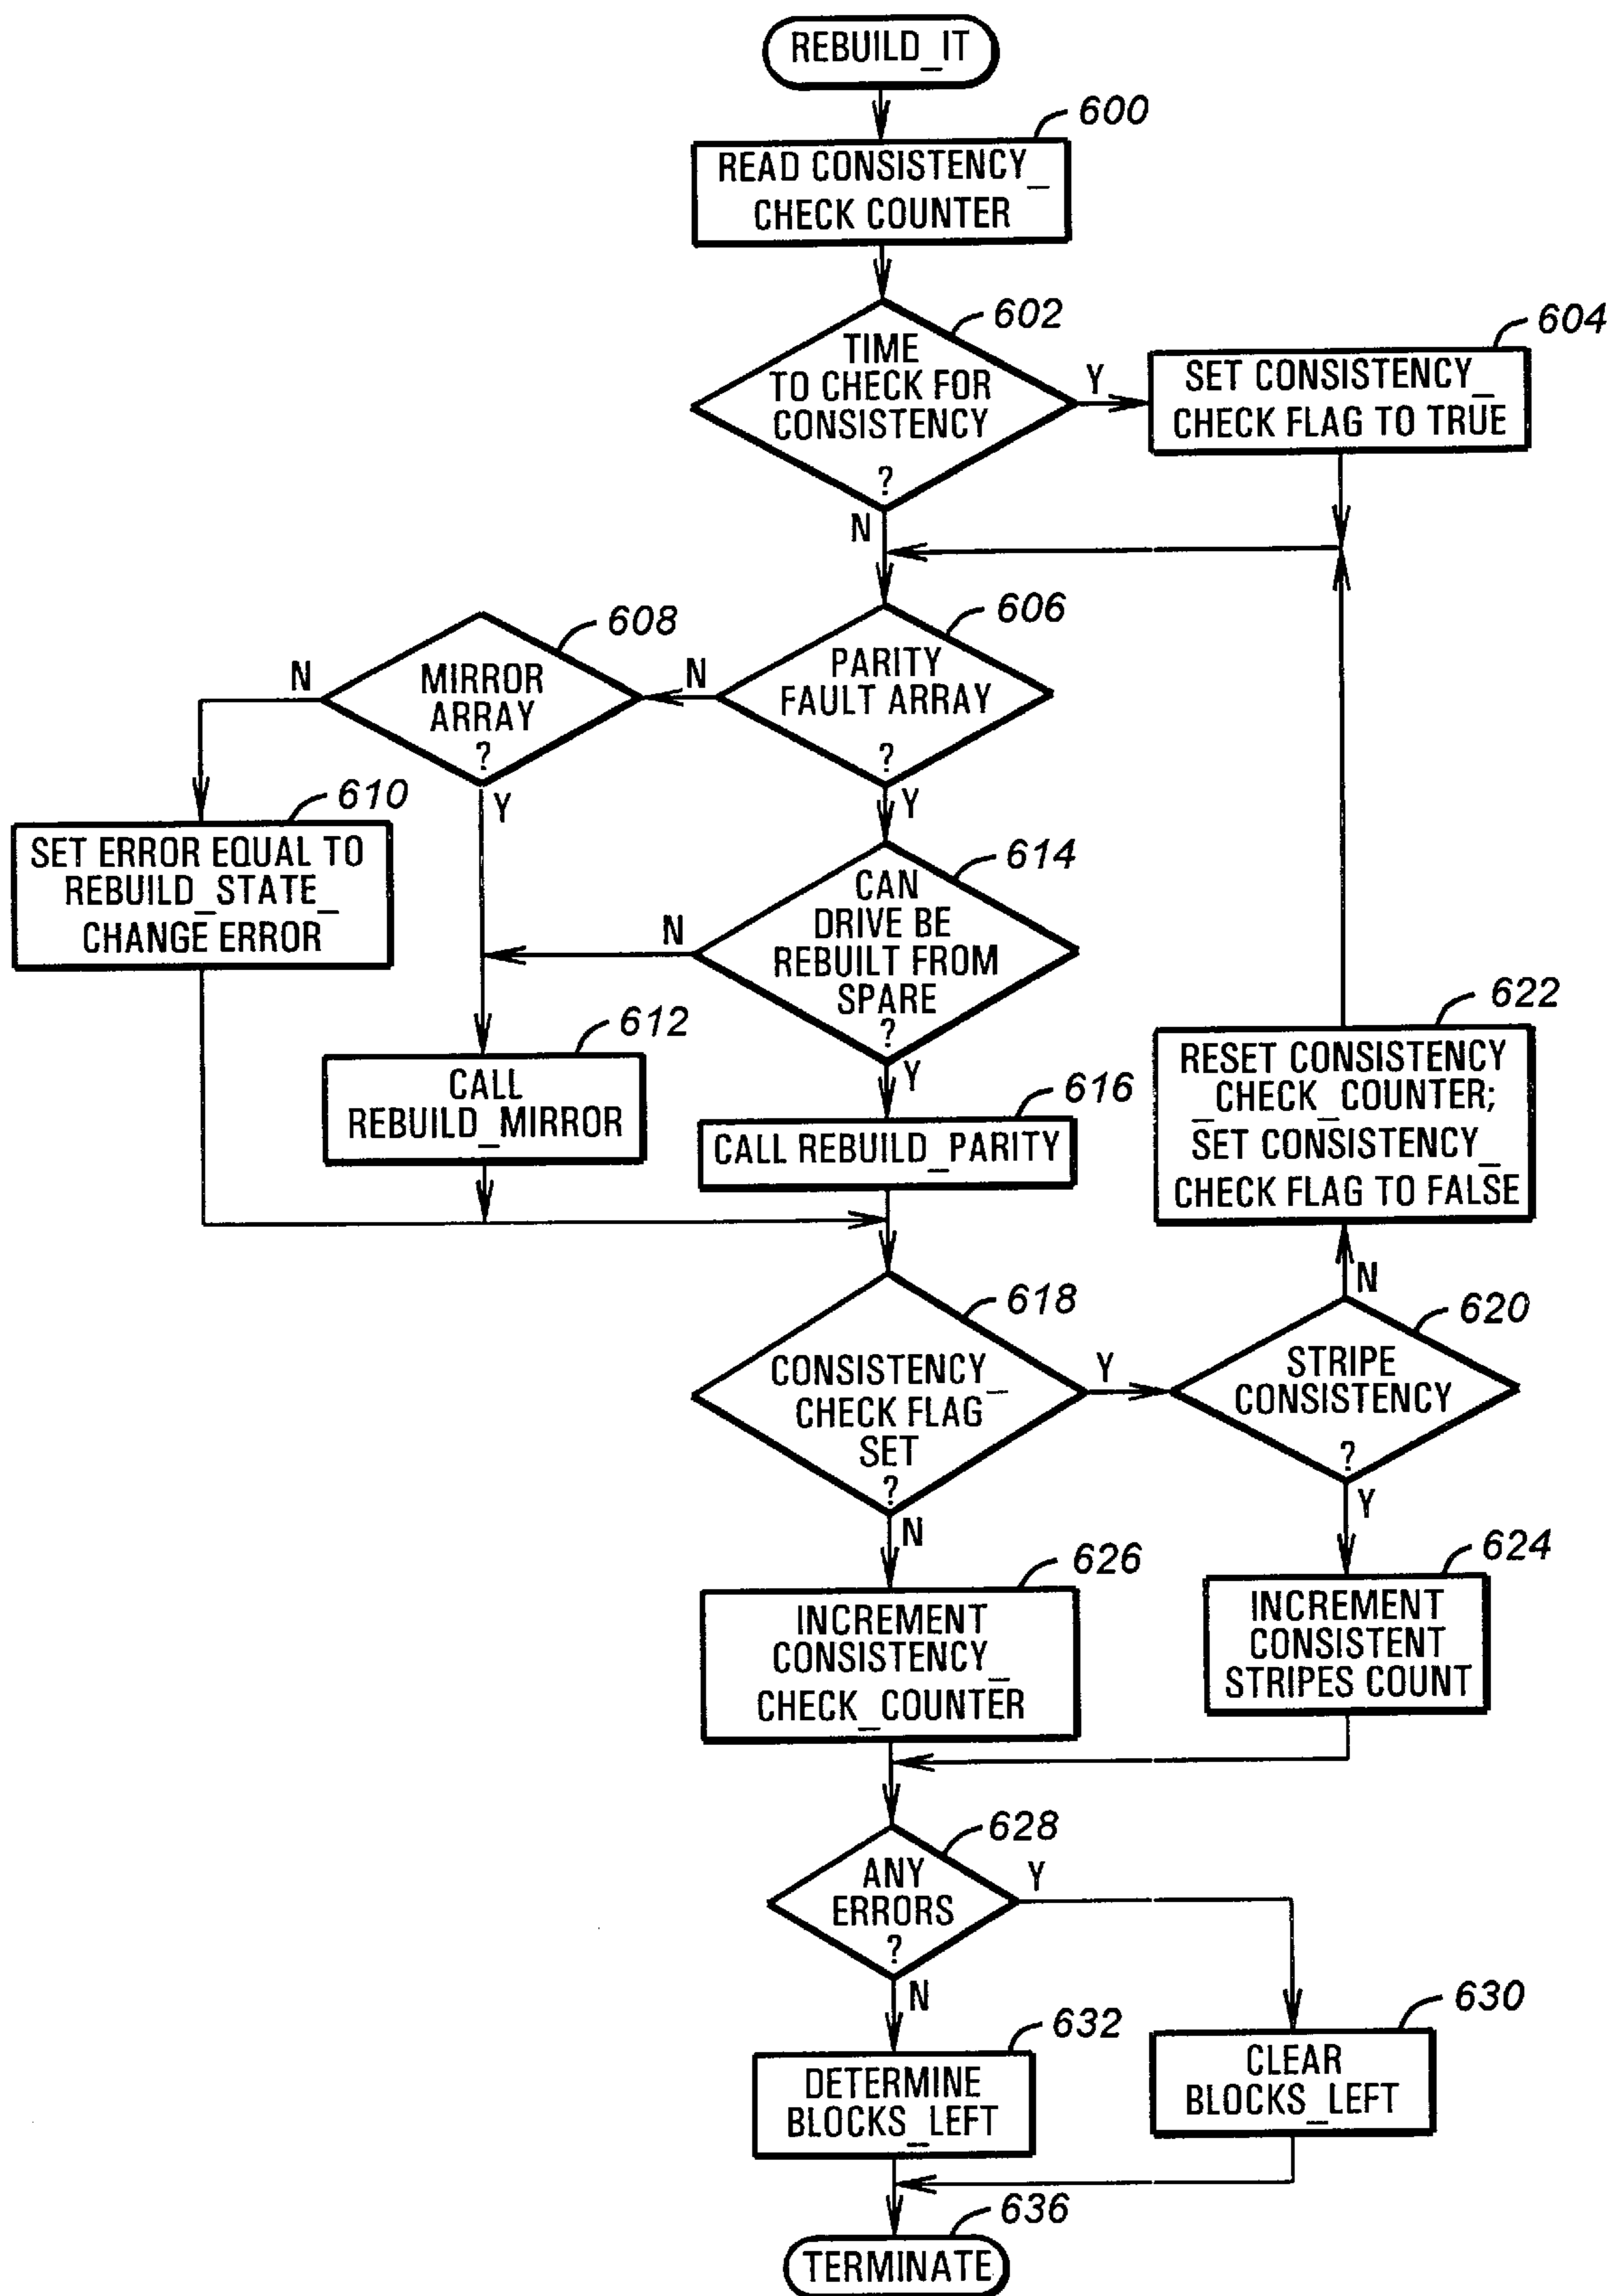 REBUILD_IT
600
READ CONSISTENCY_
CHECK COUNTER
602
TIME
TO CHECK FOR
CONSISTENCY
?
Y
N
604
SET CONSISTENCY_
CHECK FLAG TO TRUE
606
PARITY
FAULT ARRAY
?
N
Y
608
MIRROR
ARRAY
?
N
Y
610
SET ERROR EQUAL TO
REBUILD_STATE_
CHANGE ERROR
614
CAN
DRIVE BE
REBUILT FROM
SPARE
?
N
Y
612
CALL
REBUILD_MIRROR
616
CALL REBUILD_PARITY
622
RESET CONSISTENCY
_CHECK_COUNTER;
SET CONSISTENCY_
CHECK FLAG TO FALSE
618
CONSISTENCY_
CHECK FLAG
SET
?
Y
N
620
STRIPE
CONSISTENCY
?
N
Y
626
INCREMENT
CONSISTENCY_
CHECK_COUNTER
624
INCREMENT
CONSISTENT
STRIPES COUNT
628
ANY
ERRORS
?
Y
N
632
DETERMINE
BLOCKS_LEFT
630
CLEAR
BLOCKS_LEFT
636
TERMINATE